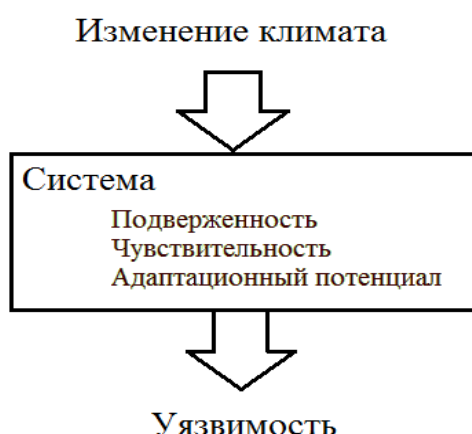 Изменение климата
Система
Подверженность
Чувствительность
Адаптационный потенциал
Уязвимость